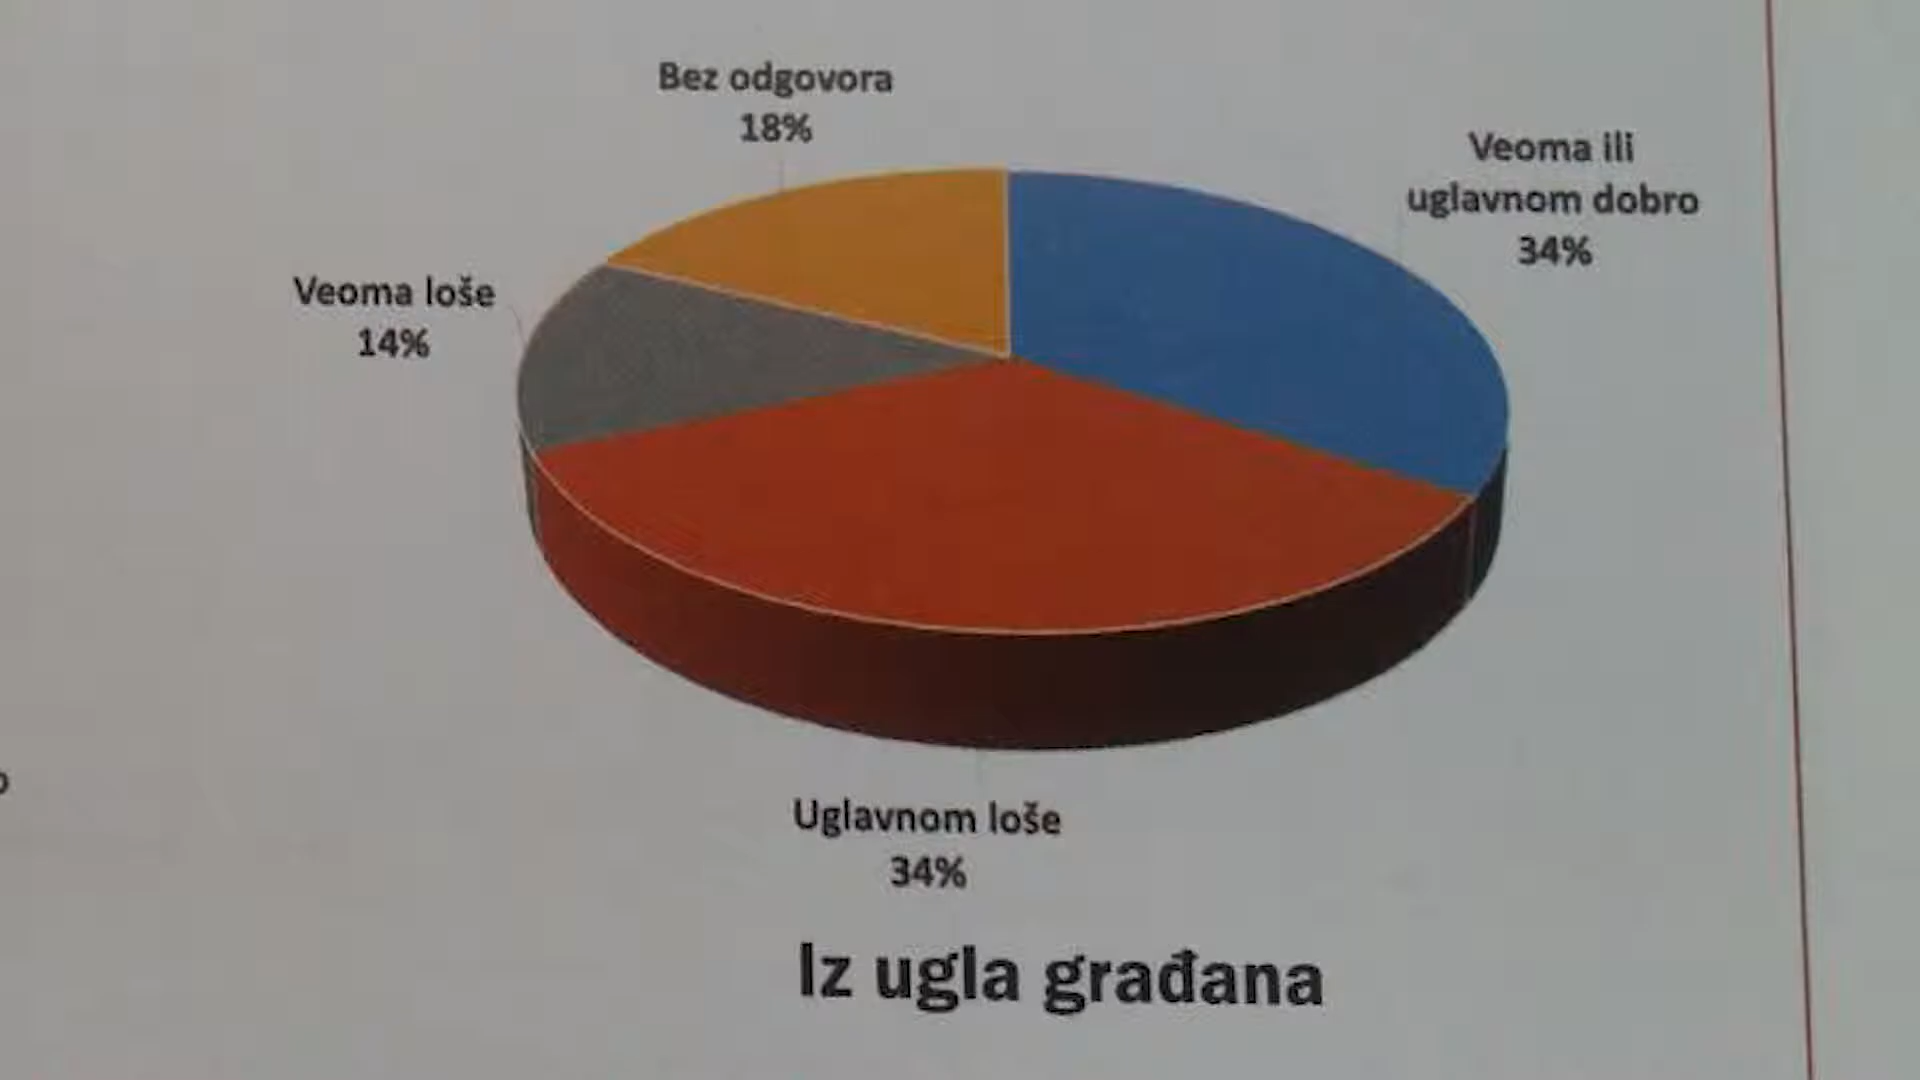 Bez odgovora
18%
Veoma ili
uglavnom dobro
34%
Veoma loše
14%
Uglavnom loše
34%
Iz ugla građana